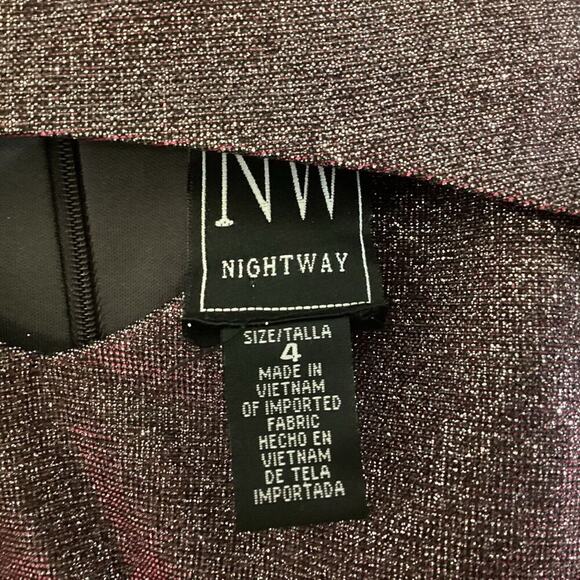 NW
NIGHTWAY
SIZE/TALLA
4
MADE IN
VIETNAM
OF IMPORTED
FABRIC
HECHO EN
VIETNAM
DE TELA
IMPORTADA